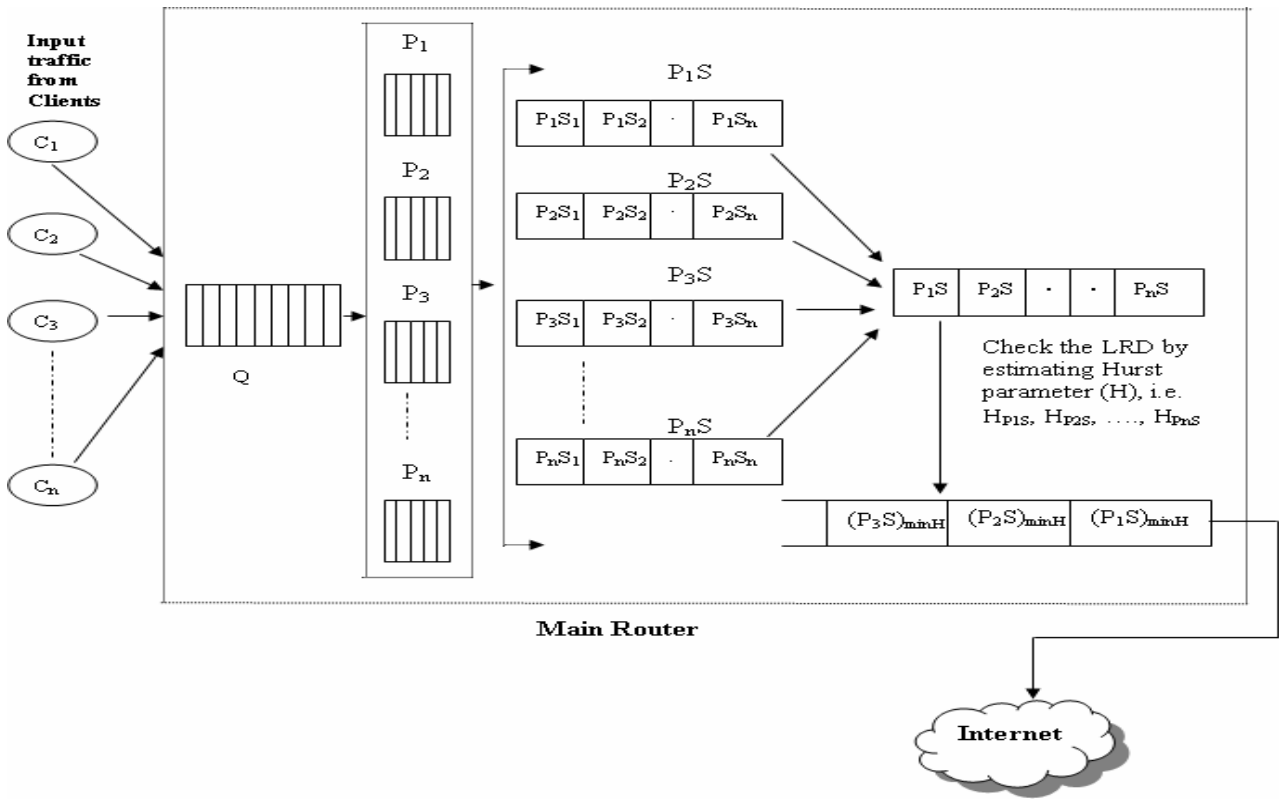 Input
traffic
from
Clients
C1
C2
C3
Cn
Q
P1
P2
P3
Pn
P1S
P1S1 P1S2 . P1Sn
P2S
P2S1 P2S2 . P2Sn
P3S
P3S1 P3S2 . P3Sn
PnS
PnS1 PnS2 . PnSn
P1S P2S . . PnS
Check the LRD by
estimating Hurst
parameter (H), i.e.
HP1S, HP2S, ...., HPnS
(P3S)minH (P2S)minH (P1S)minH
Main Router
Internet